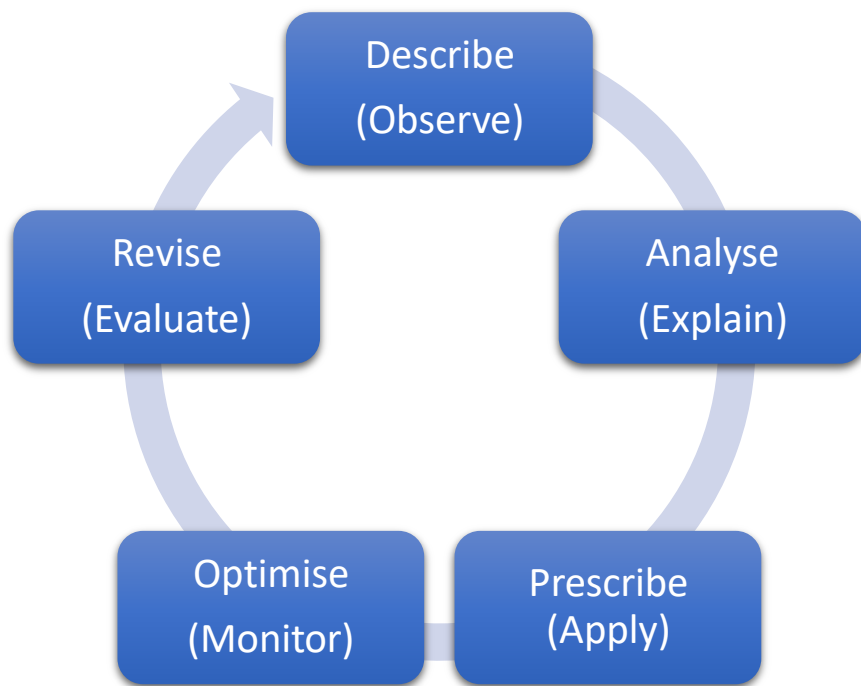 Describe
(Observe)
Analyse
(Explain)
Prescribe
(Apply)
Optimise
(Monitor)
Revise
(Evaluate)